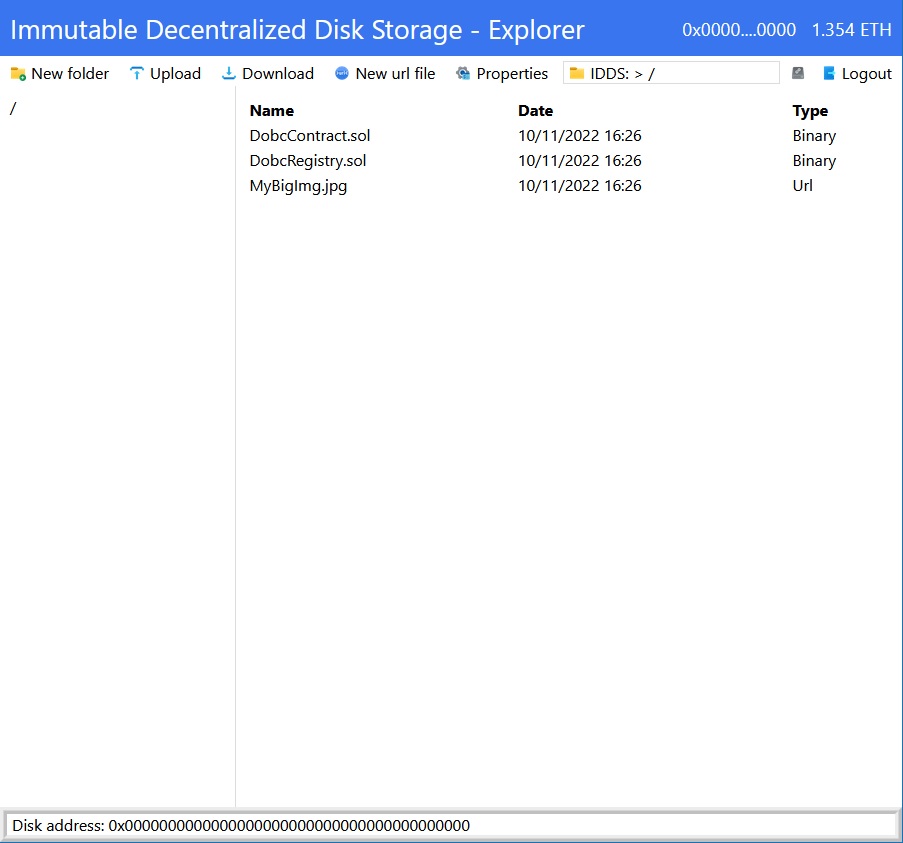 Immutable Decentralized Disk Storage - Explorer 0x0000....0000 1.354 ETH
New folder Upload Download New url file Properties IDDS: > / Logout
/
Name Date Type
DobcContract.sol 10/11/2022 16:26 Binary
DobcRegistry.sol 10/11/2022 16:26 Binary
MyBigImg.jpg 10/11/2022 16:26 Url
Disk address: 0x0000000000000000000000000000000000000000